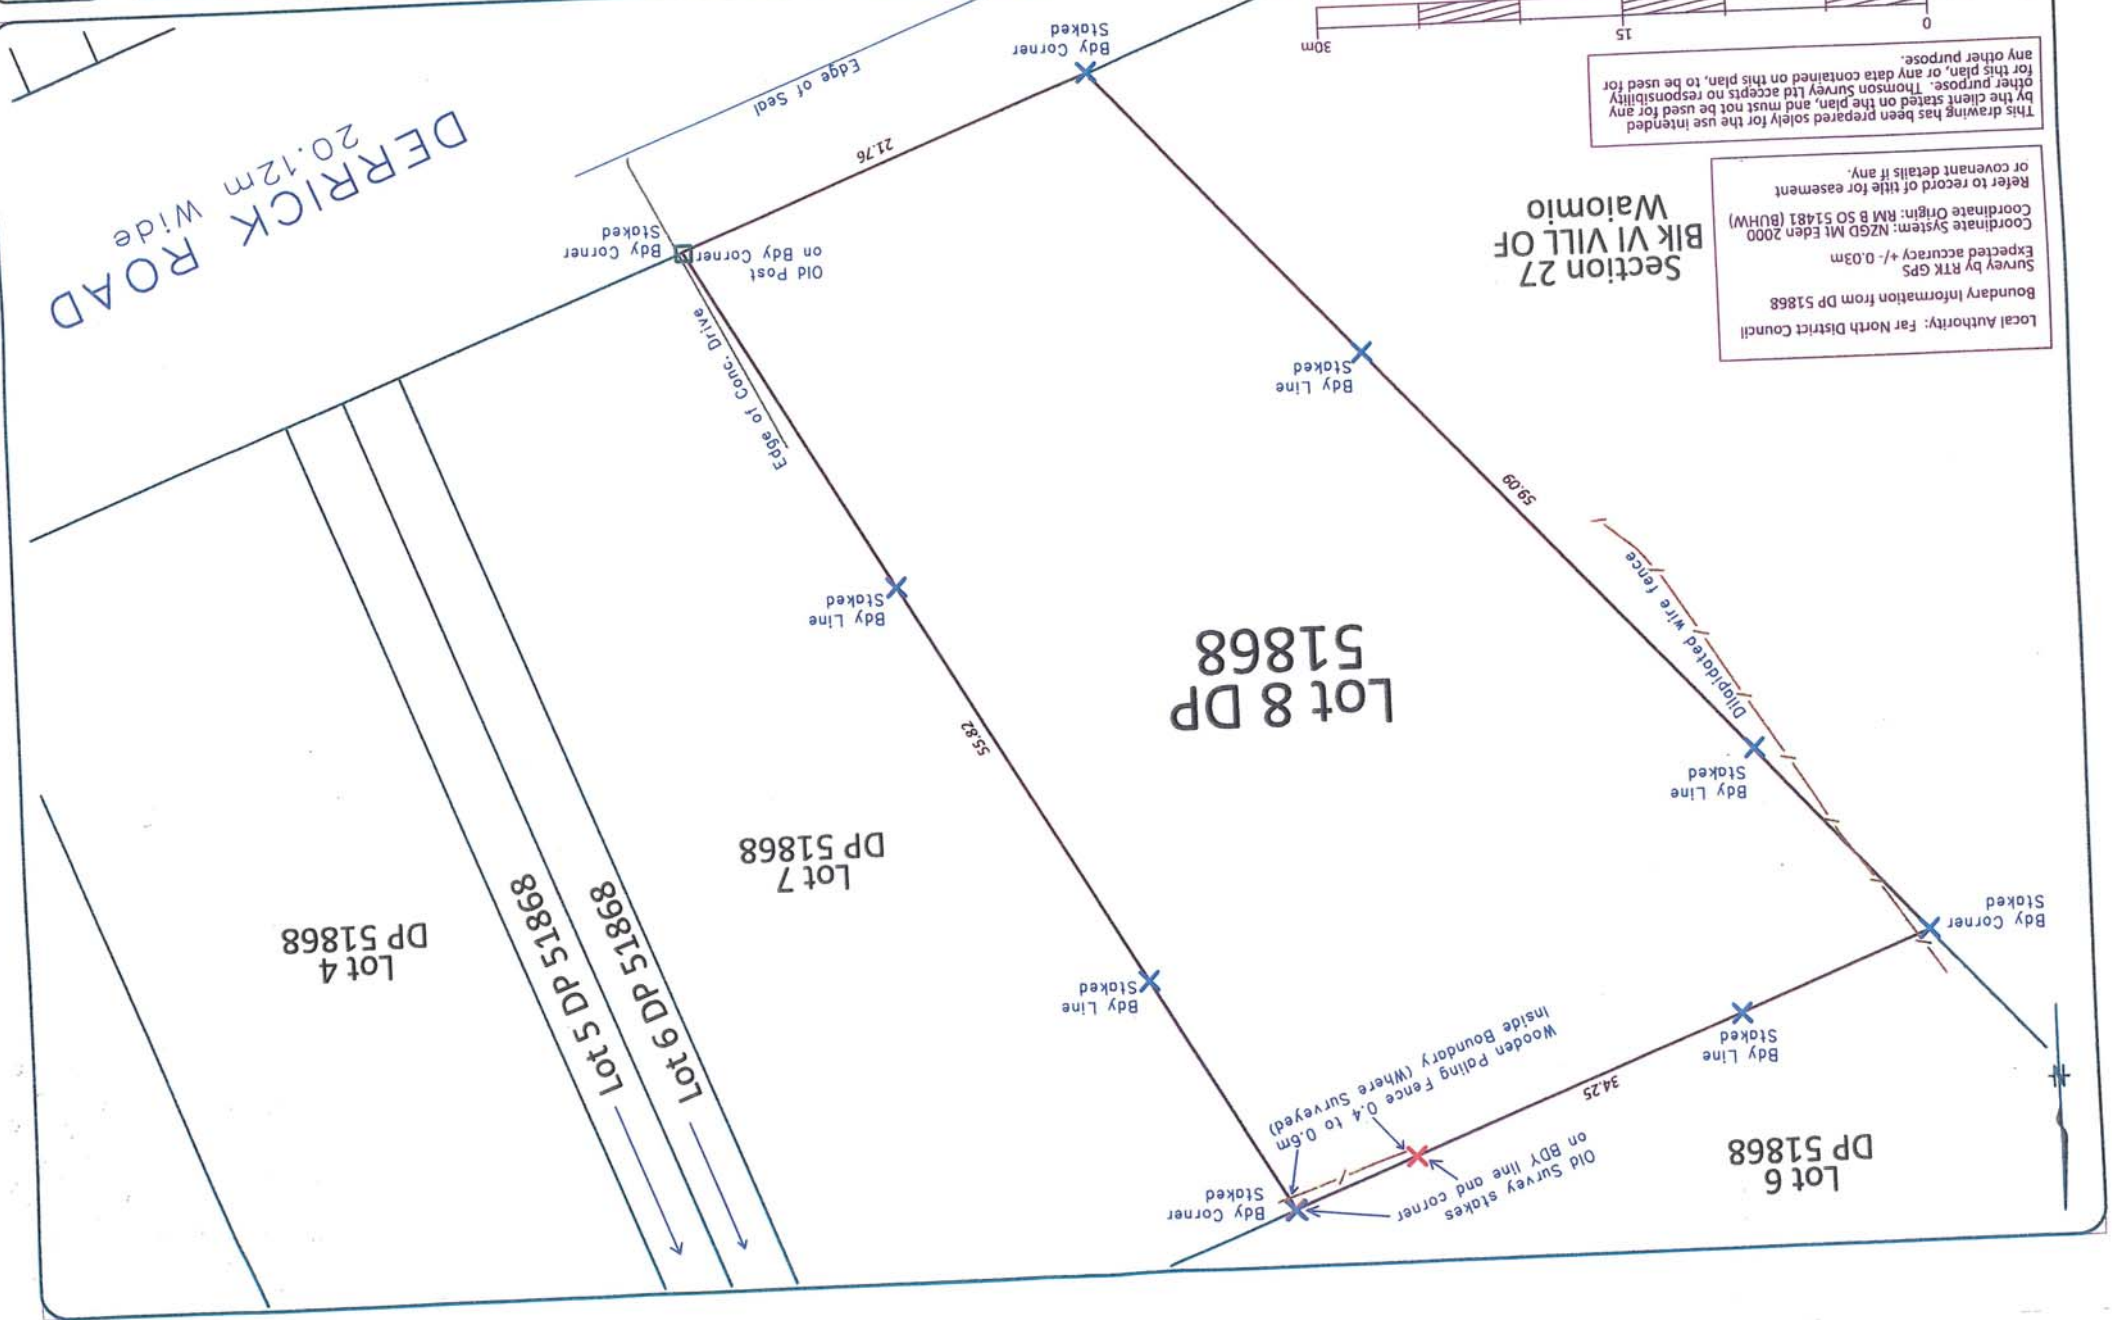 Lot 6
DP 51868
Old Survey stakes
on BDY line and corner
Bdy Corner
Staked
34.25
Wooden Paling Fence 0.4 to 0.6m
Inside Boundary (Where Surveyed)
Bdy Line
Staked
Bdy Corner
Staked
Bdy Line
Staked
Lot 6 DP 51868
Lot 5 DP 51868
Lot 4
DP 51868
Lot 7
DP 51868
Bdy Line
Staked
55.82
Lot 8 DP
51868
Dilapidated wire fence
59.09
Bdy Line
Staked
Bdy Line
Staked
Edge of Conc. Drive
Local Authority: Far North District Council
Boundary Information from DP 51868
Survey by RTK GPS
Expected accuracy +/- 0.03m
Coordinate System: NZGD Mt Eden 2000
Coordinate Origin: RM B SO 51481 (BUHW)
Refer to record of title for easement
or covenant details if any.
Section 27
Blk VI VILL OF
Waiomio
Old Post
on Bdy Corner
Bdy Corner
Staked
DERRICK ROAD
20.12m Wide
21.76
Edge of Seal
Bdy Corner
Staked
This drawing has been prepared solely for the use intended
by the client stated on the plan, and must not be used for any
other purpose. Thomson Survey Ltd accepts no responsibility
for this plan, or any data contained on this plan, to be used for
any other purpose.
0 15 30m
N